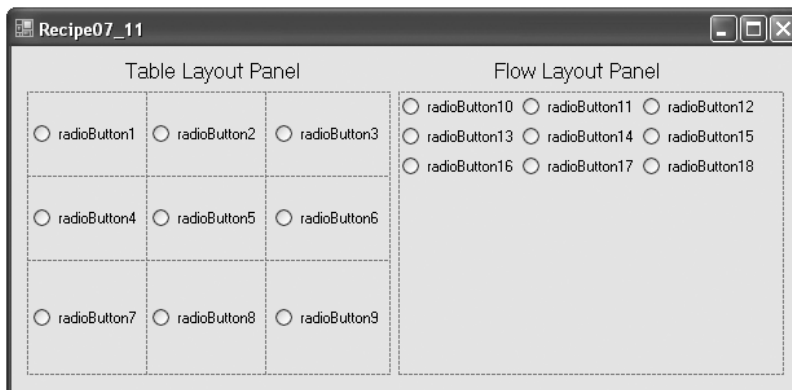 Recipe07_11
Table Layout Panel
radioButton1 radioButton2 radioButton3
radioButton4 radioButton5 radioButton6
radioButton7 radioButton8 radioButton9
Flow Layout Panel
radioButton10 radioButton11 radioButton12
radioButton13 radioButton14 radioButton15
radioButton16 radioButton17 radioButton18